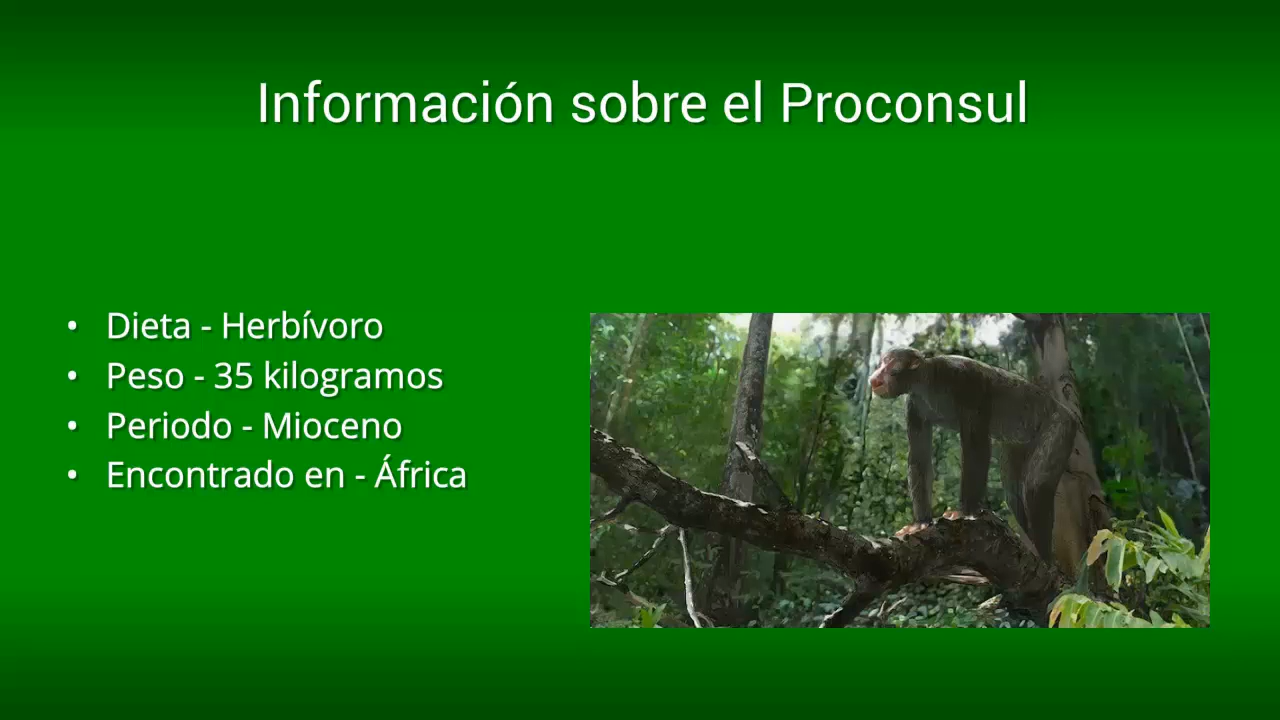 Información sobre el Proconsul
• Dieta - Herbívoro
• Peso - 35 kilogramos
• Periodo - Mioceno
• Encontrado en - África